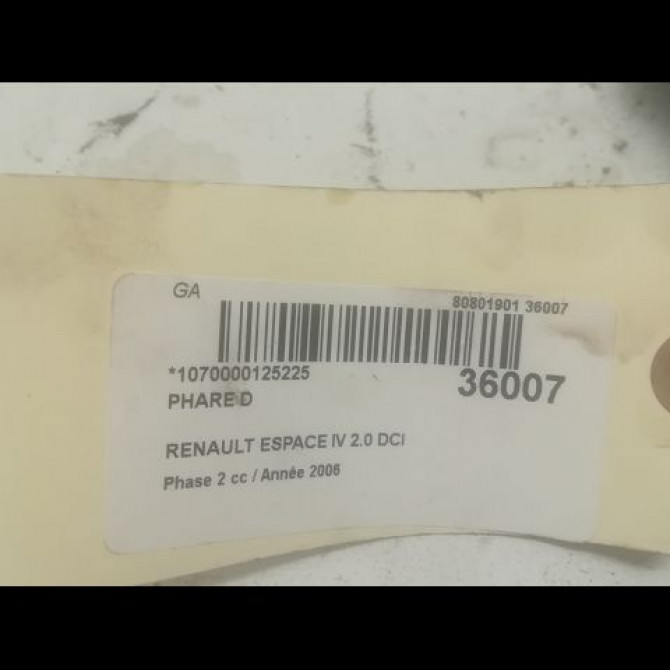 GA
80801901 36007
*1070000125225
36007
PHARE D
RENAULT ESPACE IV 2.0 DCI
Phase 2 cc / Année 2006